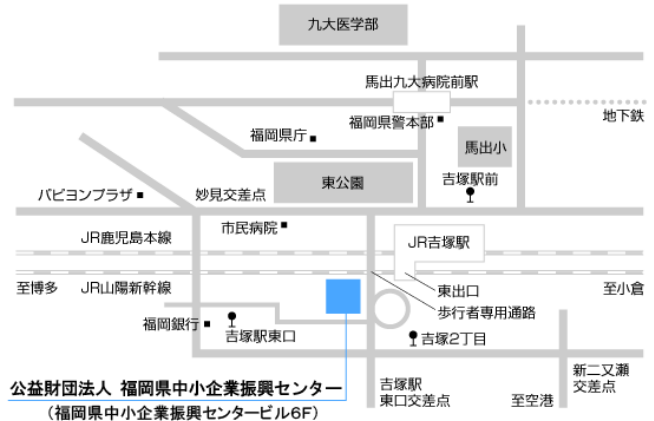 九大医学部
馬出九大病院前駅
地下鉄
福岡県警本部
福岡県庁
馬出小
東公園
吉塚駅前
パピヨンプラザ
妙見交差点
市民病院
JR鹿児島本線
JR吉塚駅
至博多
JR山陽新幹線
東出口
至小倉
歩行者専用通路
福岡銀行
吉塚駅東口
吉塚2丁目
公益財団法人 福岡県中小企業振興センター
(福岡県中小企業振興センタービル6F)
吉塚駅
東口交差点
至空港
新二又瀬
交差点